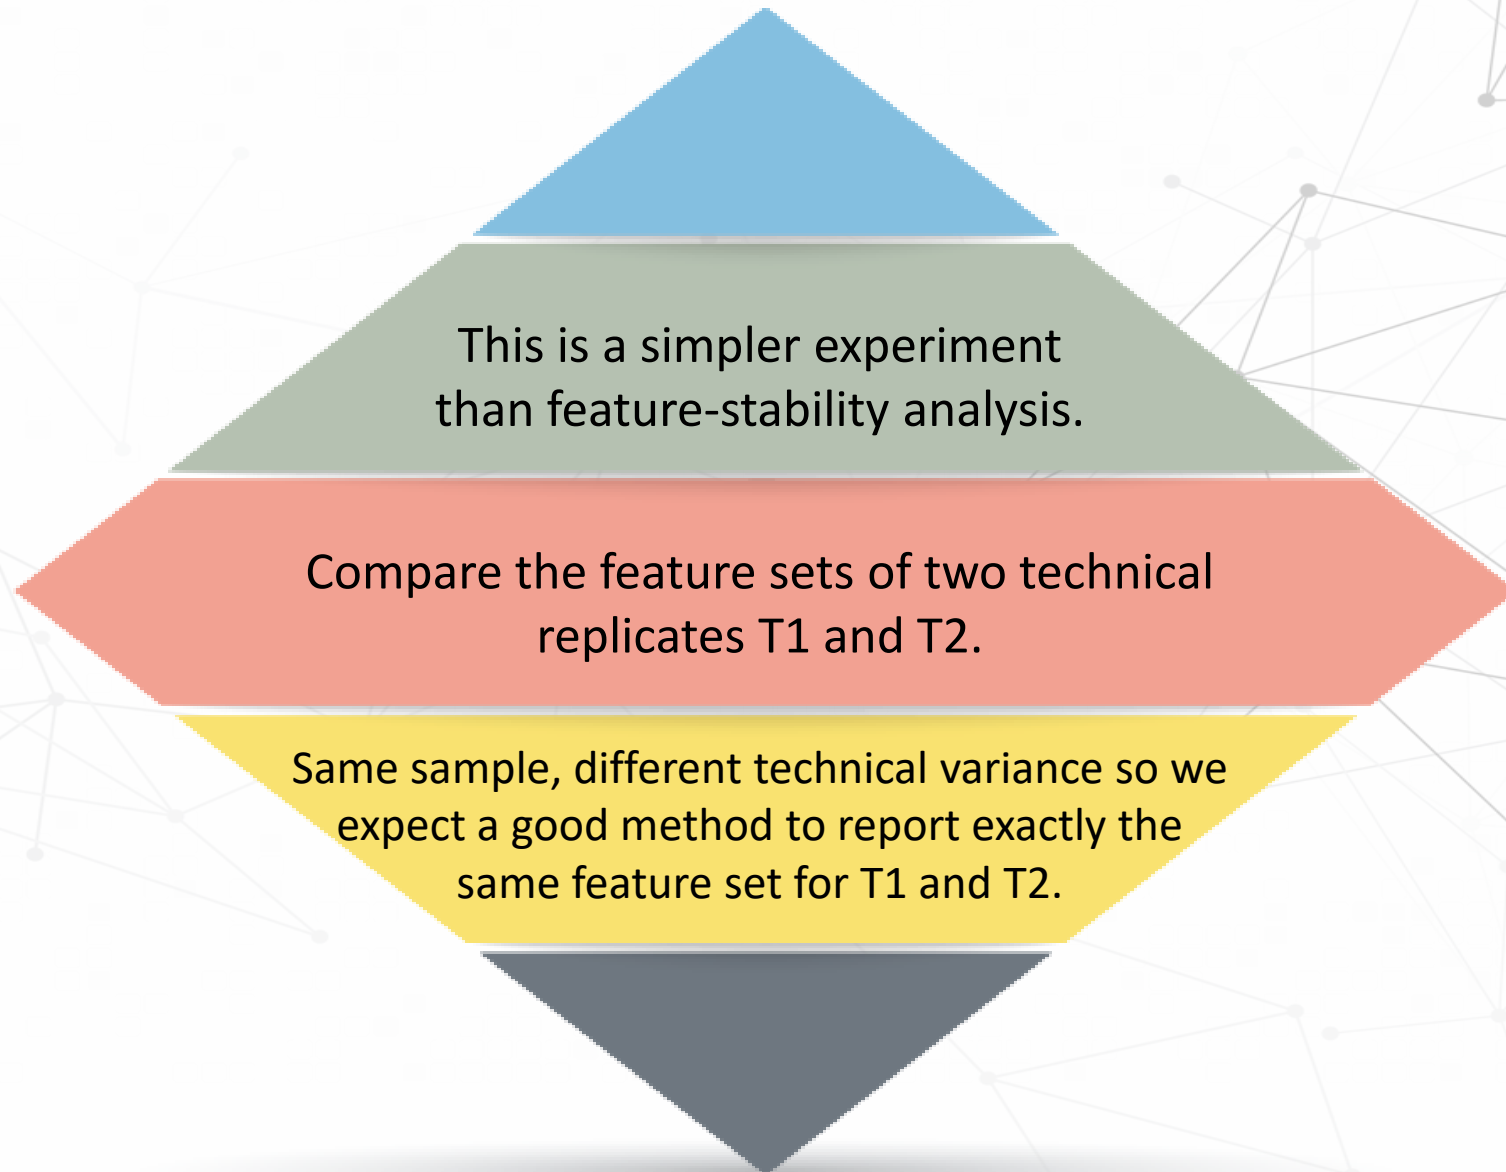 This is a simpler experiment
than feature-stability analysis.
Compare the feature sets of two technical
replicates T1 and T2.
Same sample, different technical variance so we
expect a good method to report exactly the
same feature set for T1 and T2.